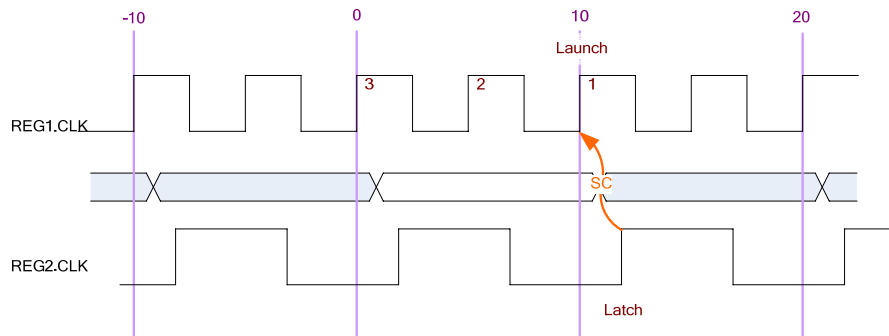 -10 0 10 20
Launch
3 2 1
REG1.CLK
SC
REG2.CLK
Latch